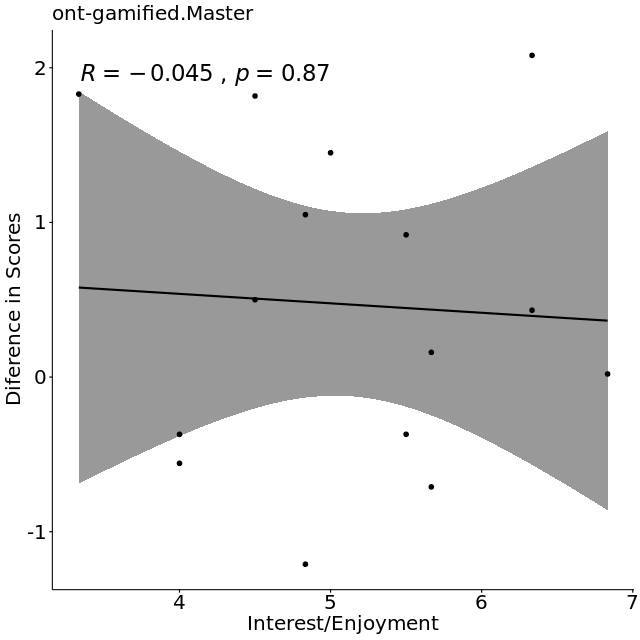 ont-gamified.Master
R = −0.045 , p = 0.87
2
1
0
-1
Diference in Scores
4 5 6 7
Interest/Enjoyment